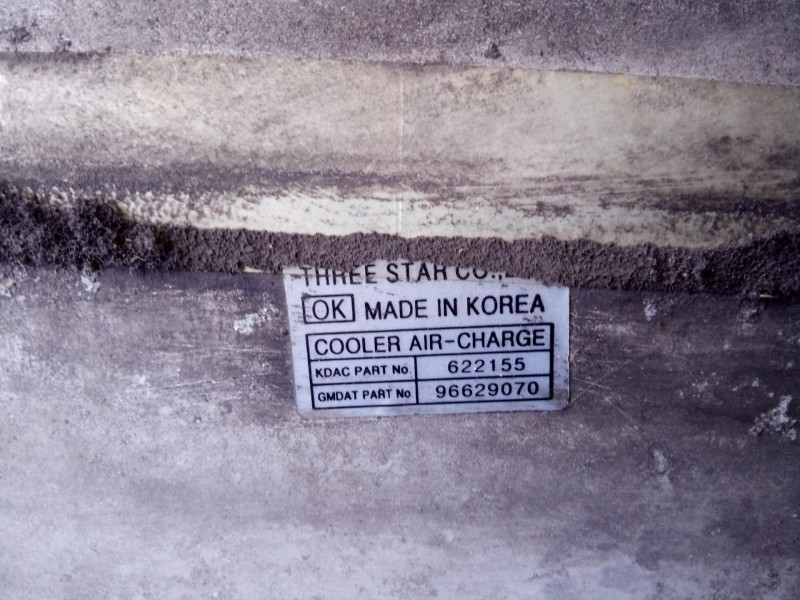 THREE STAR CO.,
OK MADE IN KOREA
COOLER AIR-CHARGE
KDAC PART No. 622155
GMDAT PART No 96629070